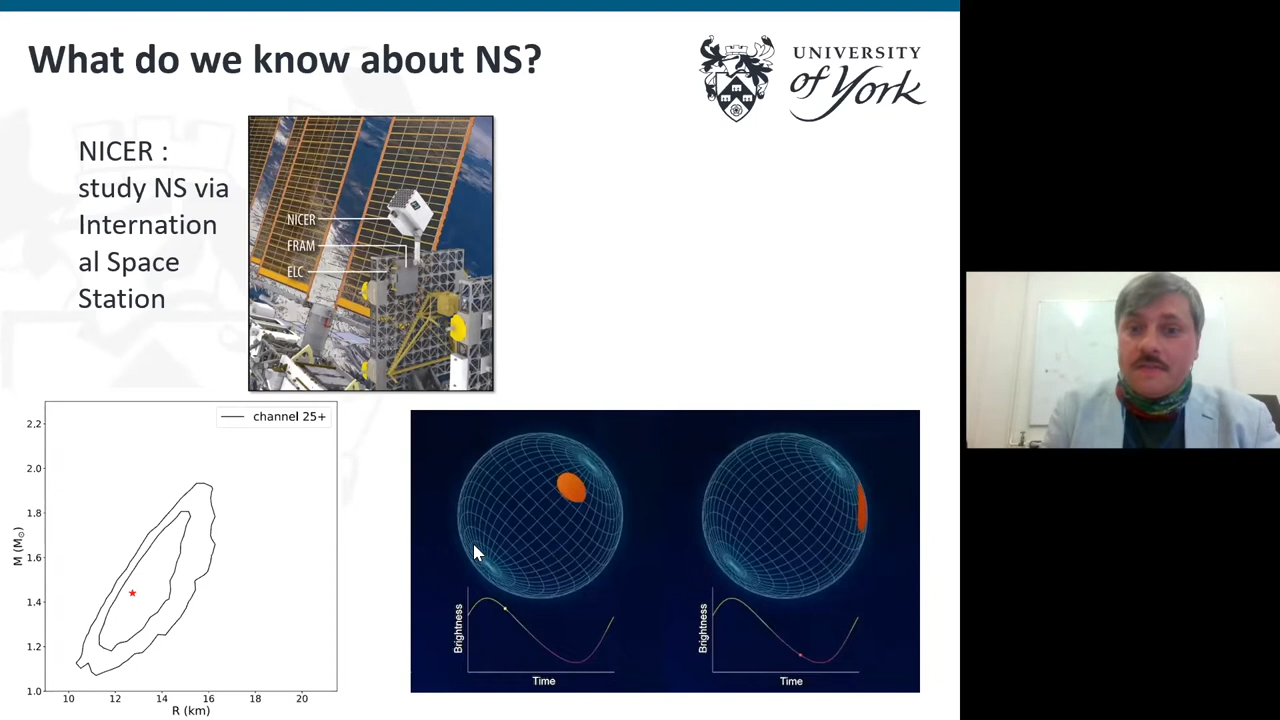 What do we know about NS?
UNIVERSITY
of York
NICER :
study NS via
Internation
al Space
Station
NICER
FRAM
ELC
channel 25+
2.2
2.0
1.8
1.6
1.4
1.2
1.0
M (M☉)
10
12
14
16
18
20
R (km)
Brightness
Time
Brightness
Time